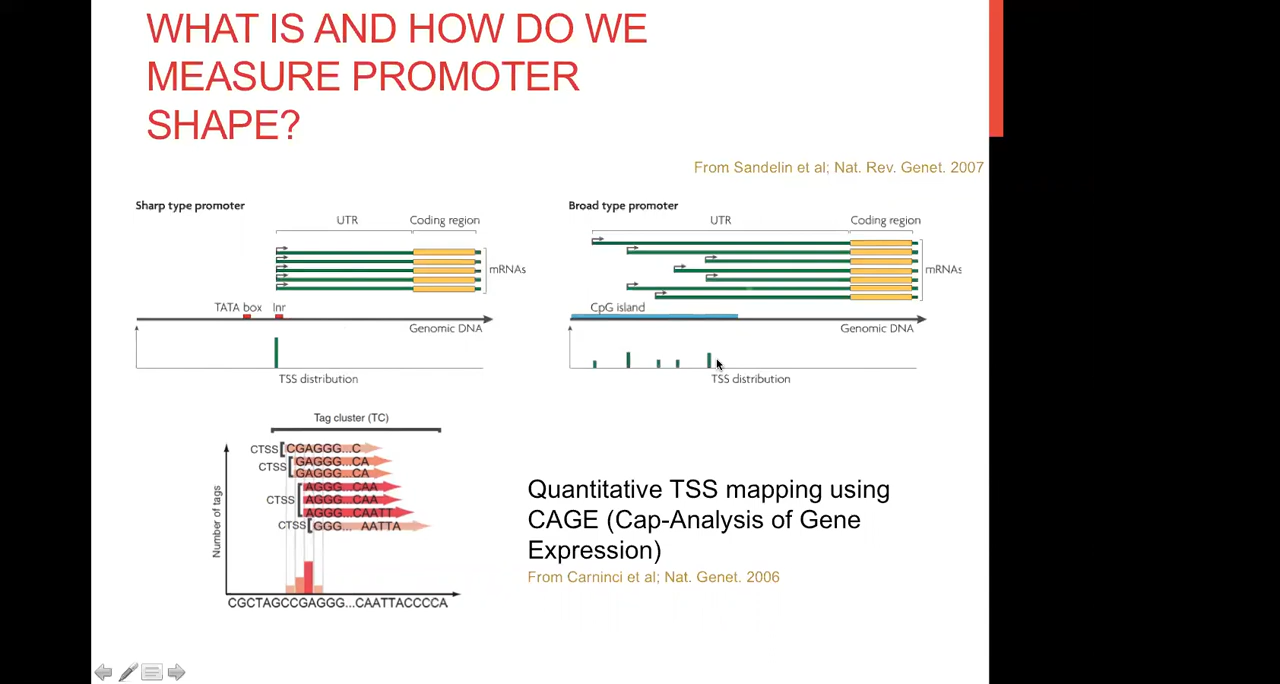 WHAT IS AND HOW DO WE
MEASURE PROMOTER
SHAPE?
From Sandelin et al; Nat. Rev. Genet. 2007
Sharp type promoter
UTR
Coding region
mRNAs
TATA box
Inr
Genomic DNA
TSS distribution
Broad type promoter
UTR
Coding region
mRNAs
CpG island
Genomic DNA
TSS distribution
Tag cluster (TC)
CTSS CGAGGG...C
CTSS GAGGG...CA
GAGGG...CA
AGGG...CAA
CTSS AGGG...CAA
AGGG...CAATT
CTSS GGG... AATTA
Number of tags
CGCTAGCCGAGGG...CAATTACCCCA
Quantitative TSS mapping using
CAGE (Cap-Analysis of Gene
Expression)
From Carninci et al; Nat. Genet. 2006